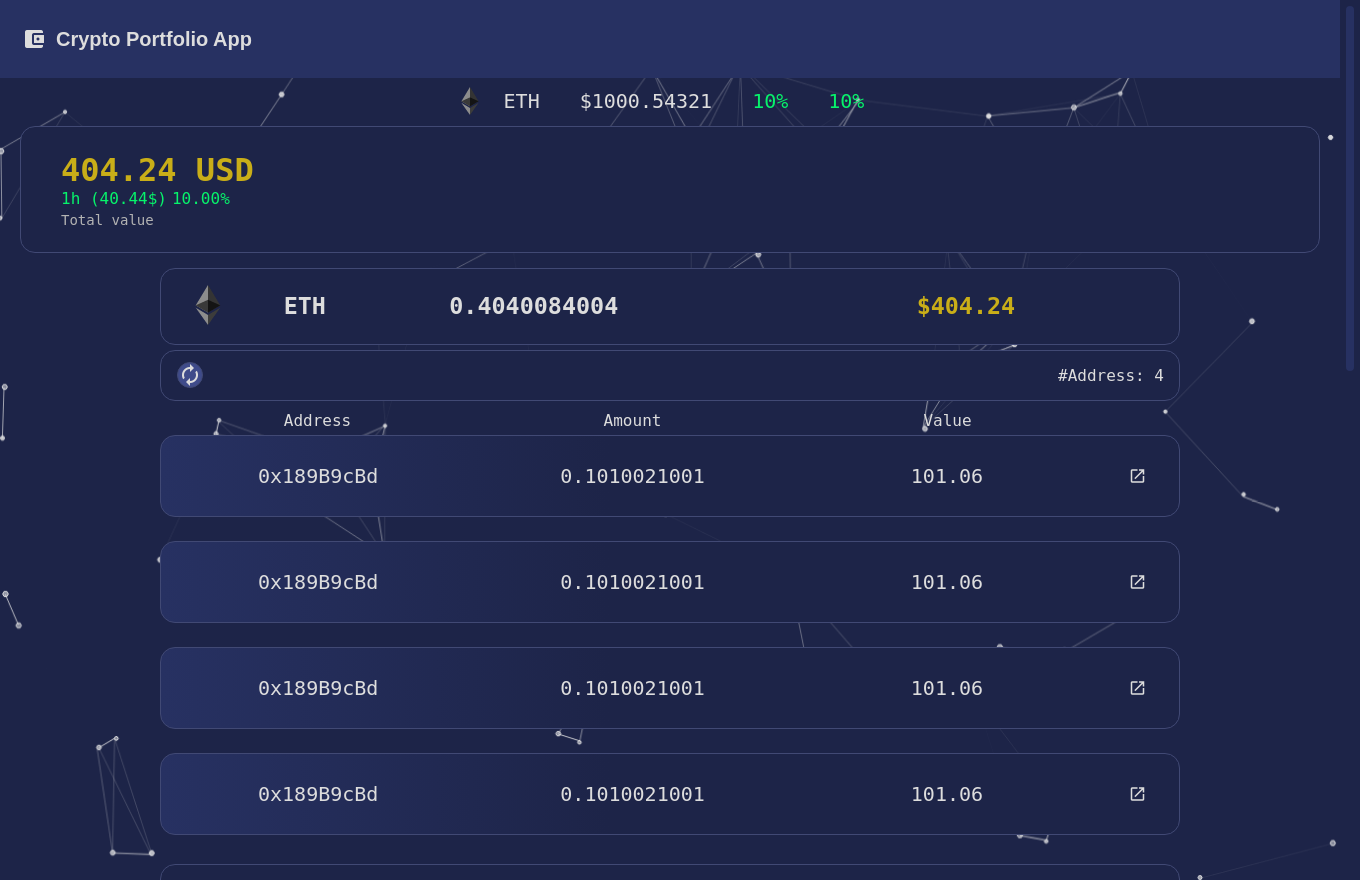 Crypto Portfolio App
ETH $1000.54321 10% 10%
404.24 USD
1h (40.44$) 10.00%
Total value
ETH 0.4040084004 $404.24
#Address: 4
Address Amount Value
0x189B9cBd 0.1010021001 101.06
0x189B9cBd 0.1010021001 101.06
0x189B9cBd 0.1010021001 101.06
0x189B9cBd 0.1010021001 101.06